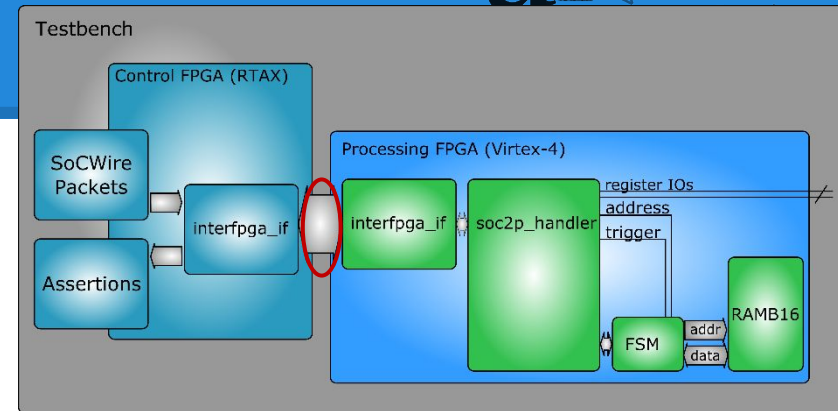 Testbench
Control FPGA (RTAX)
SoCWire
Packets
interfpga_if
Assertions
Processing FPGA (Virtex-4)
interfpga_if
soc2p_handler
register IOs
address
trigger
FSM
addr
data
RAMB16